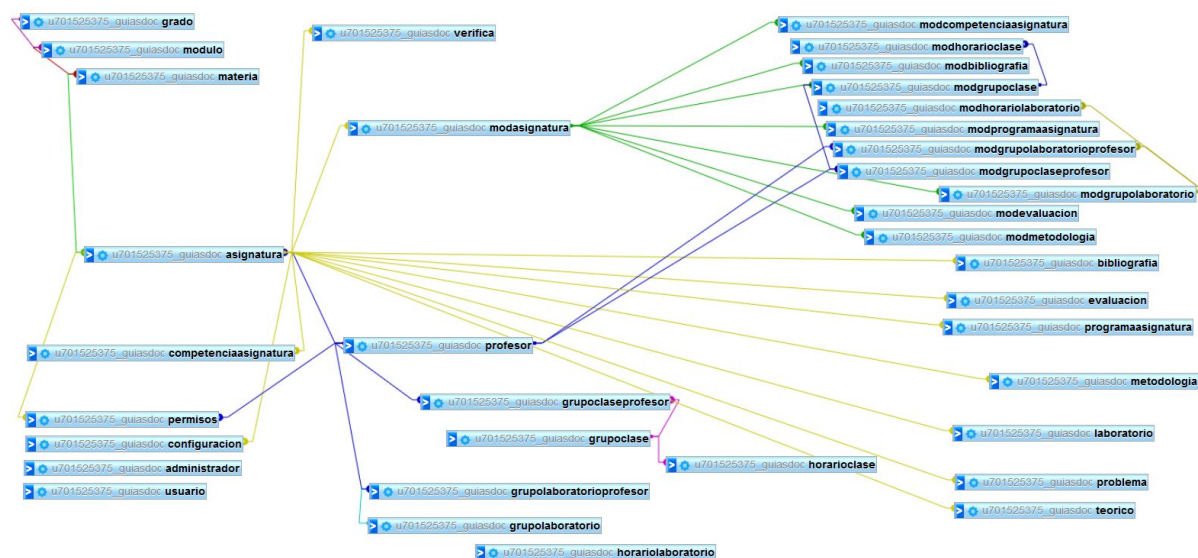 u701525375_guiasdoc grado
u701525375_guiasdoc modulo
u701525375_guiasdoc materia
u701525375_guiasdoc verifica
u701525375_guiasdoc modcompetenciaasignatura
u701525375_guiasdoc modhorarioclase
u701525375_guiasdoc modbibliografia
u701525375_guiasdoc modgrupoclase
u701525375_guiasdoc modhorariolaboratorio
u701525375_guiasdoc modasignatura
u701525375_guiasdoc modprogramaasignatura
u701525375_guiasdoc modgrupolaboratorioprofesor
u701525375_guiasdoc modgrupoclaseprofesor
u701525375_guiasdoc modgrupolaboratorio
u701525375_guiasdoc modevaluacion
u701525375_guiasdoc modmetodologia
u701525375_guiasdoc asignatura
u701525375_guiasdoc bibliografia
u701525375_guiasdoc evaluacion
u701525375_guiasdoc programaasignatura
u701525375_guiasdoc profesor
u701525375_guiasdoc competenciaasignatura
u701525375_guiasdoc metodologia
u701525375_guiasdoc grupoclaseprofesor
u701525375_guiasdoc permisos
u701525375_guiasdoc laboratorio
u701525375_guiasdoc grupoclase
u701525375_guiasdoc configuracion
u701525375_guiasdoc horarioclase
u701525375_guiasdoc administrador
u701525375_guiasdoc problema
u701525375_guiasdoc usuario
u701525375_guiasdoc grupolaboratorioprofesor
u701525375_guiasdoc teorico
u701525375_guiasdoc grupolaboratorio
u701525375_guiasdoc horariolaboratorio